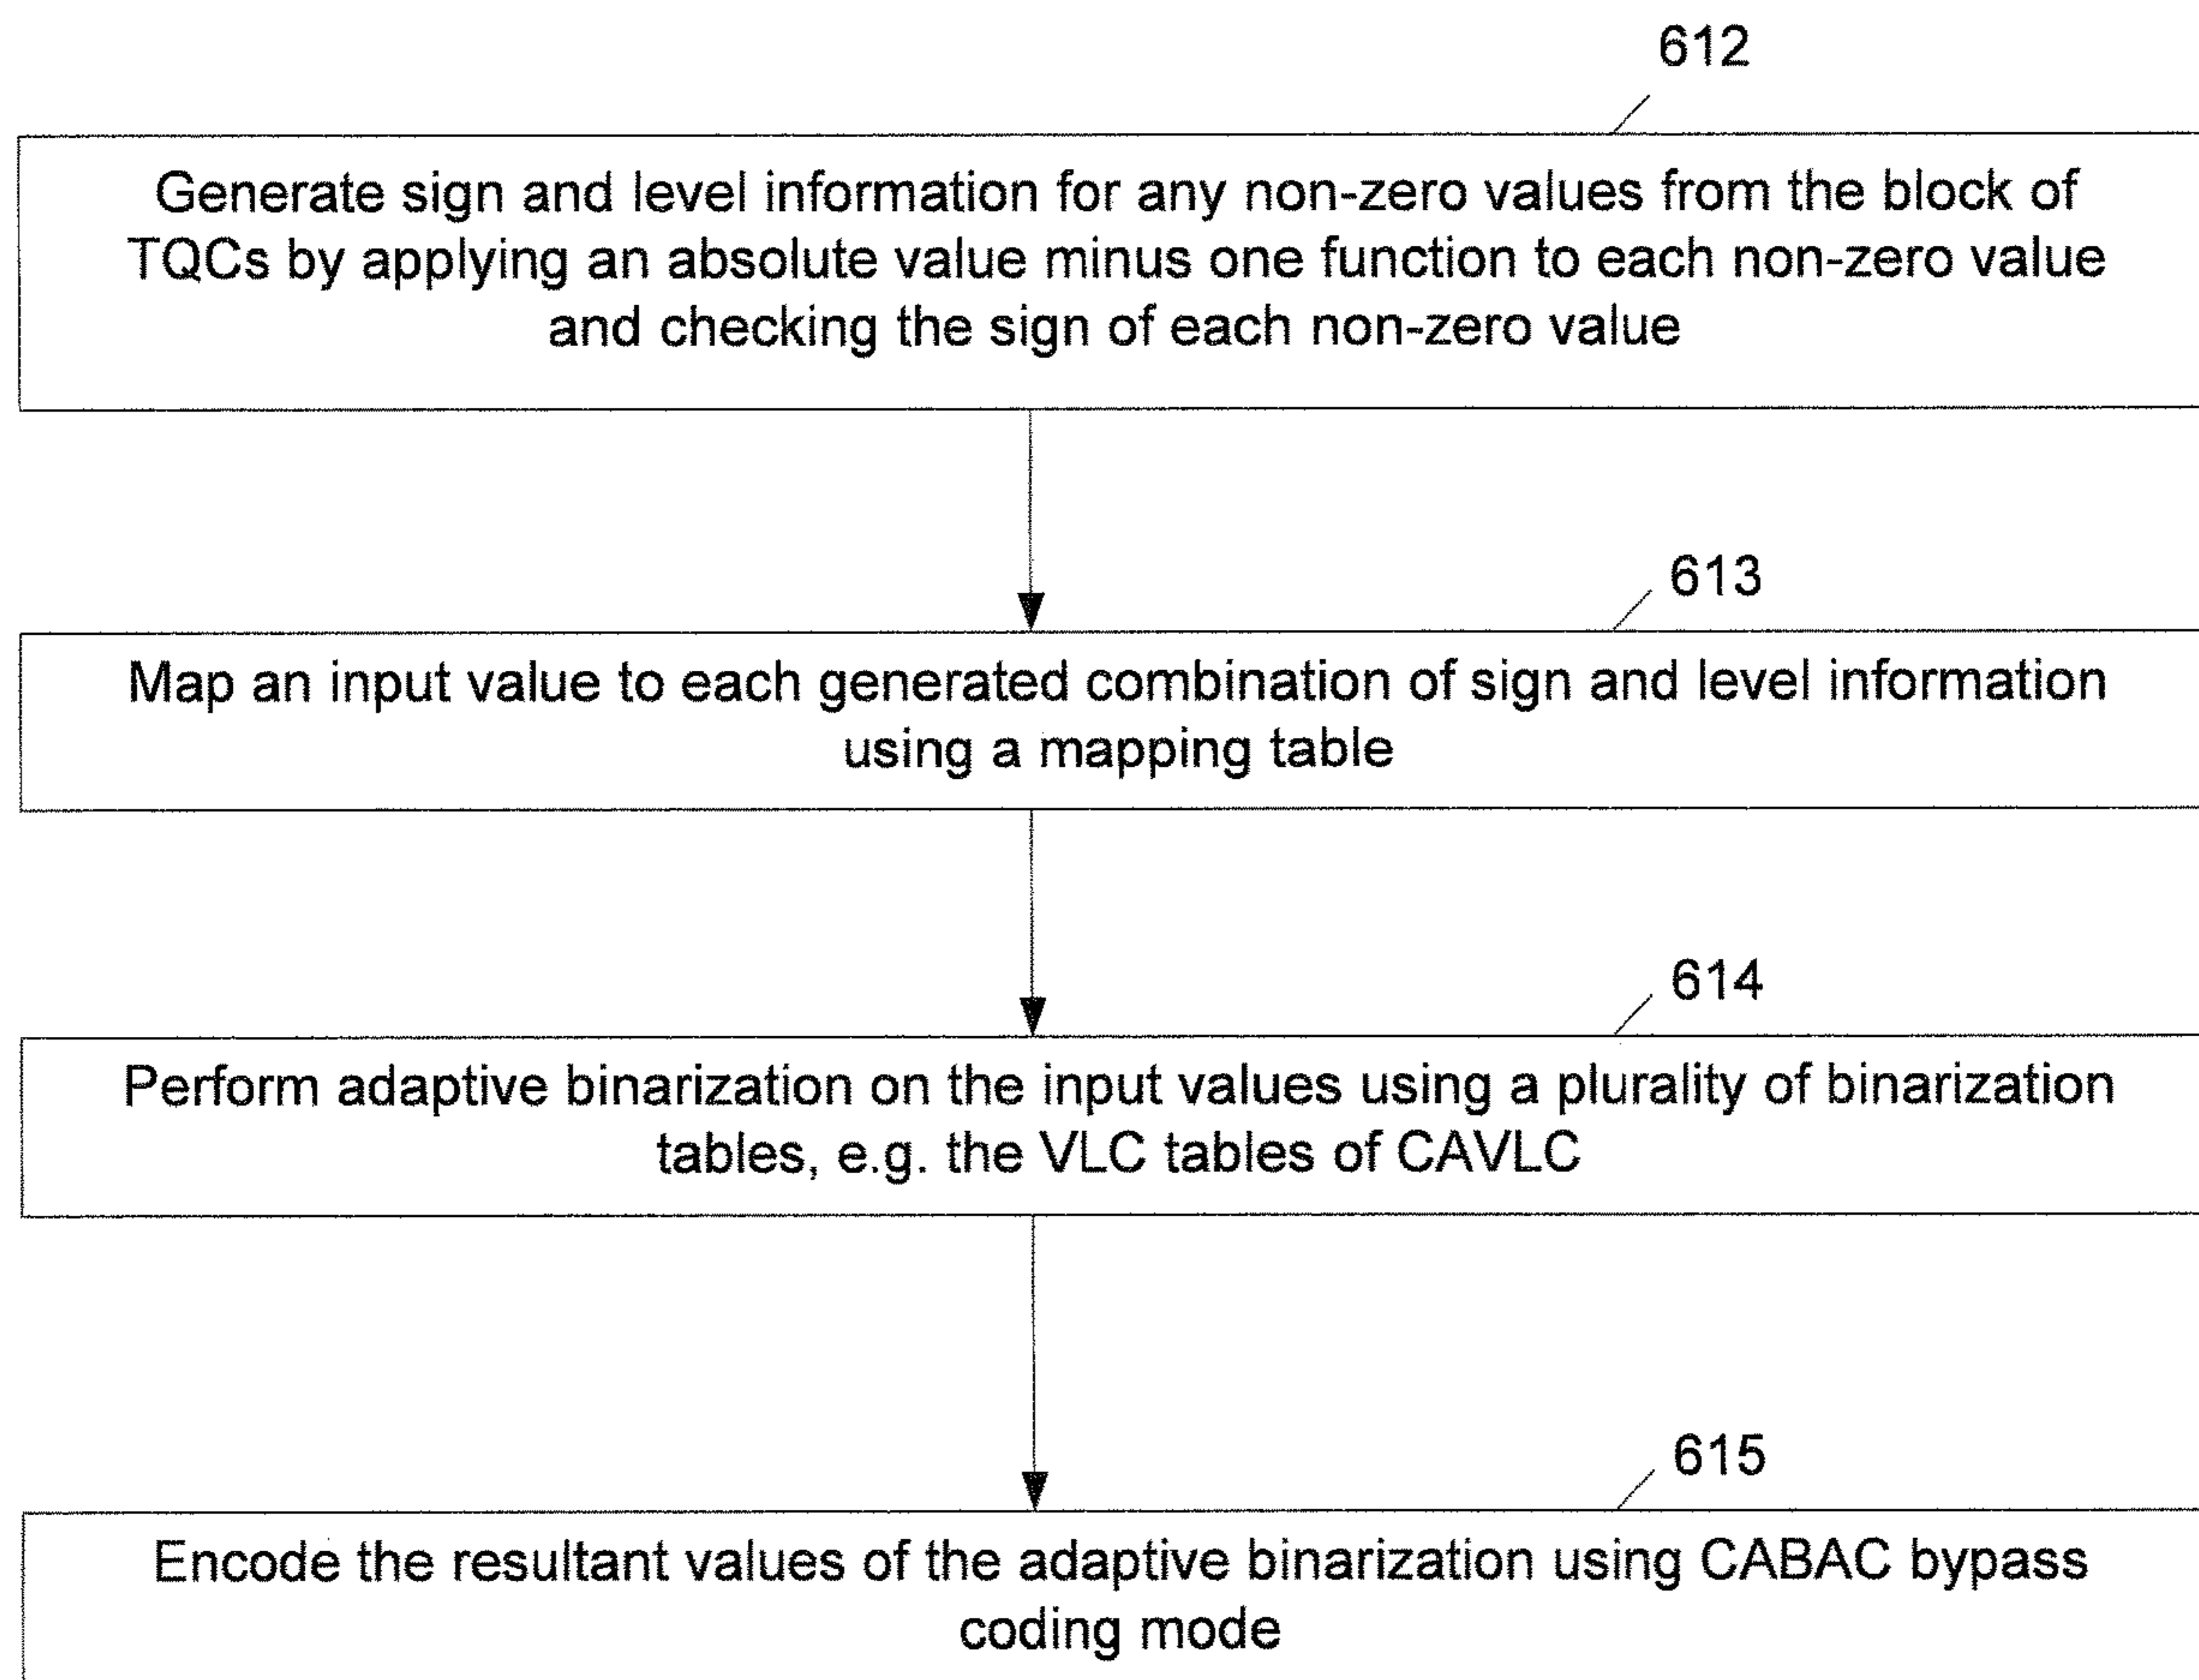 612
Generate sign and level information for any non-zero values from the block of
TQCs by applying an absolute value minus one function to each non-zero value
and checking the sign of each non-zero value
613
Map an input value to each generated combination of sign and level information
using a mapping table
614
Perform adaptive binarization on the input values using a plurality of binarization
tables, e.g. the VLC tables of CAVLC
615
Encode the resultant values of the adaptive binarization using CABAC bypass
coding mode